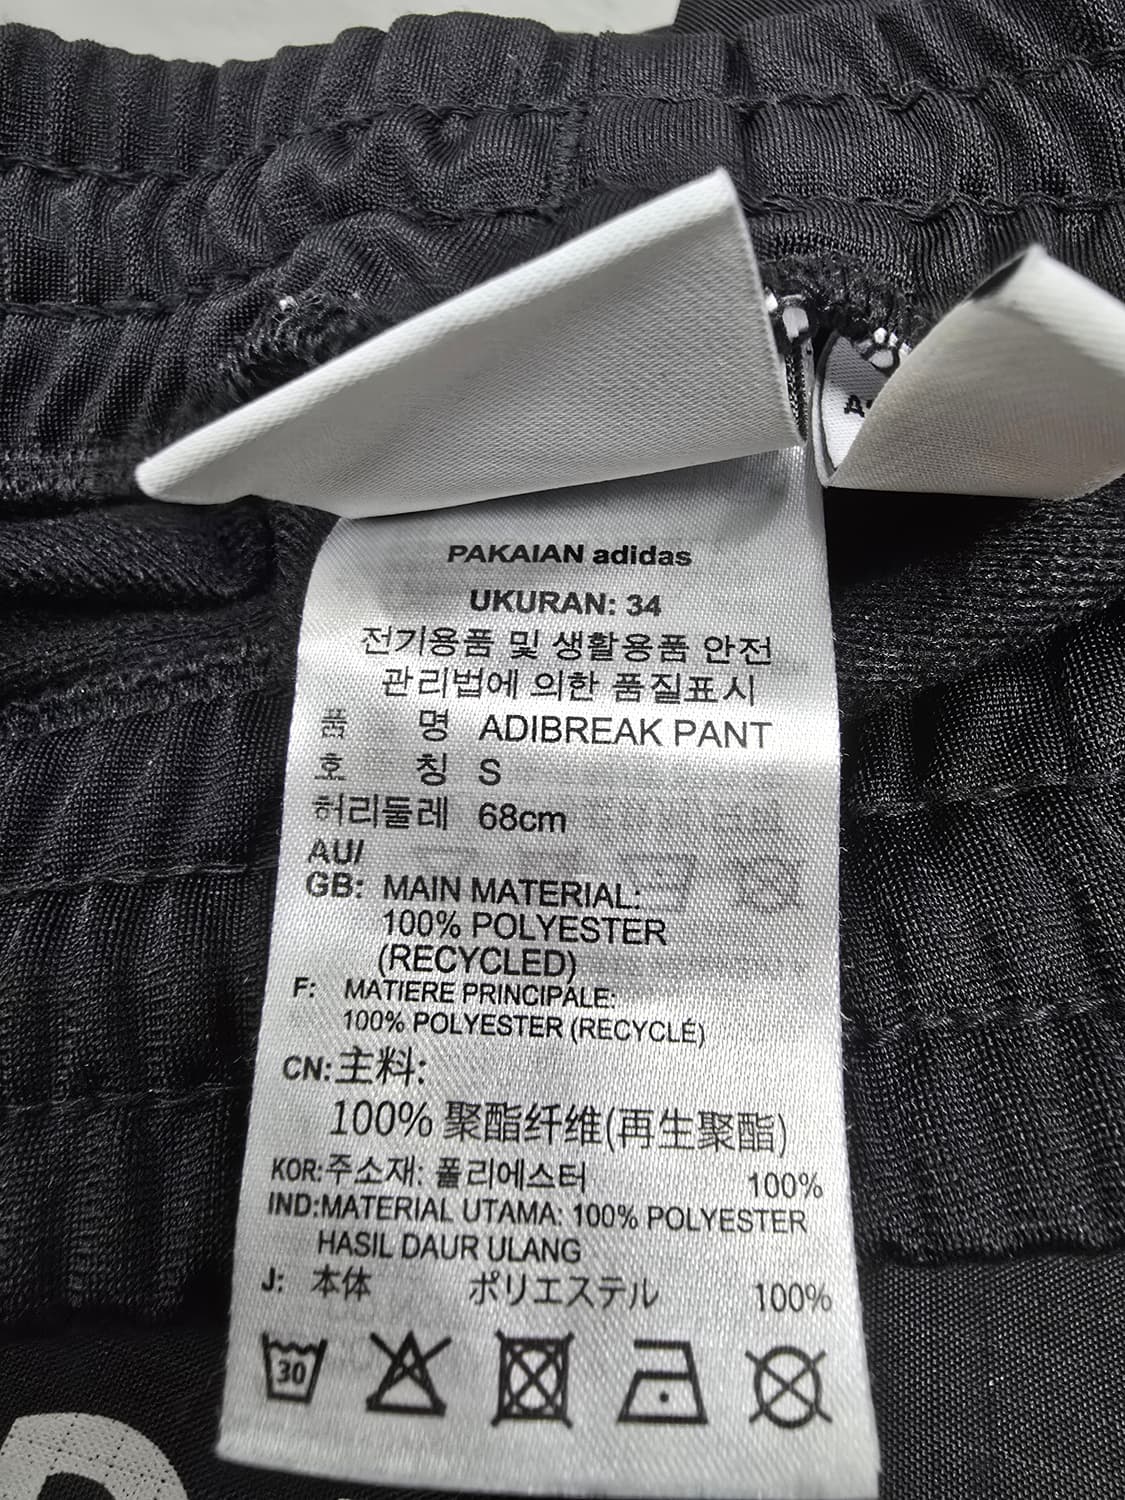 PAKAIAN adidas
UKURAN: 34
전기용품 및 생활용품 안전
관리법에 의한 품질표시
품 명 ADIBREAK PANT
호 칭 S
허리둘레 68cm
AU/
GB: MAIN MATERIAL:
100% POLYESTER
(RECYCLED)
F: MATIERE PRINCIPALE:
100% POLYESTER (RECYCLÉ)
CN:主料:
100% 聚酯纤维(再生聚酯)
KOR:주소재: 폴리에스터 100%
IND:MATERIAL UTAMA: 100% POLYESTER
HASIL DAUR ULANG
J: 本体 ポリエステル 100%
30